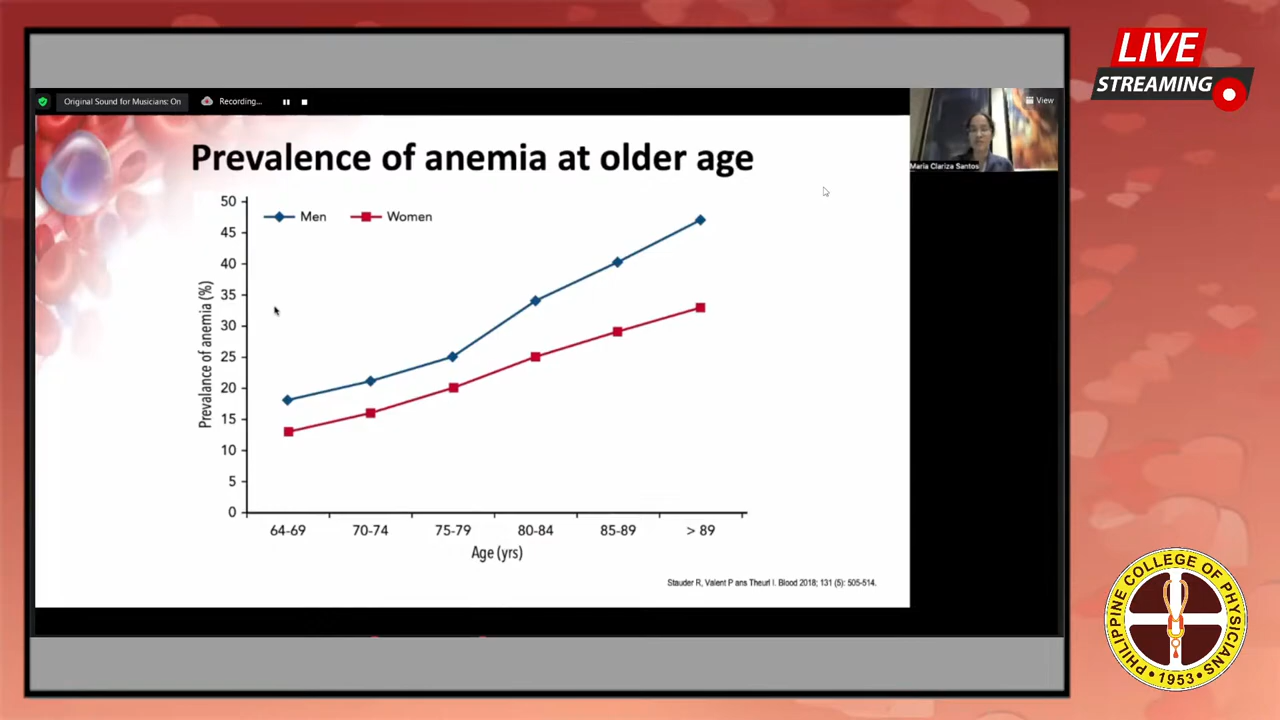 LIVE
STREAMING
Original Sound for Musicians: On
Recording...
View
Maria Clariza Santos
Prevalence of anemia at older age
Men
Women
50
45
40
35
30
25
20
15
10
5
0
Prevalance of anemia (%)
64-69
70-74
75-79
80-84
85-89
> 89
Age (yrs)
Stauder R, Valent P ans Theurl I. Blood 2018; 131 (5): 505-514.
PHILIPPINE COLLEGE OF PHYSICIANS
1953